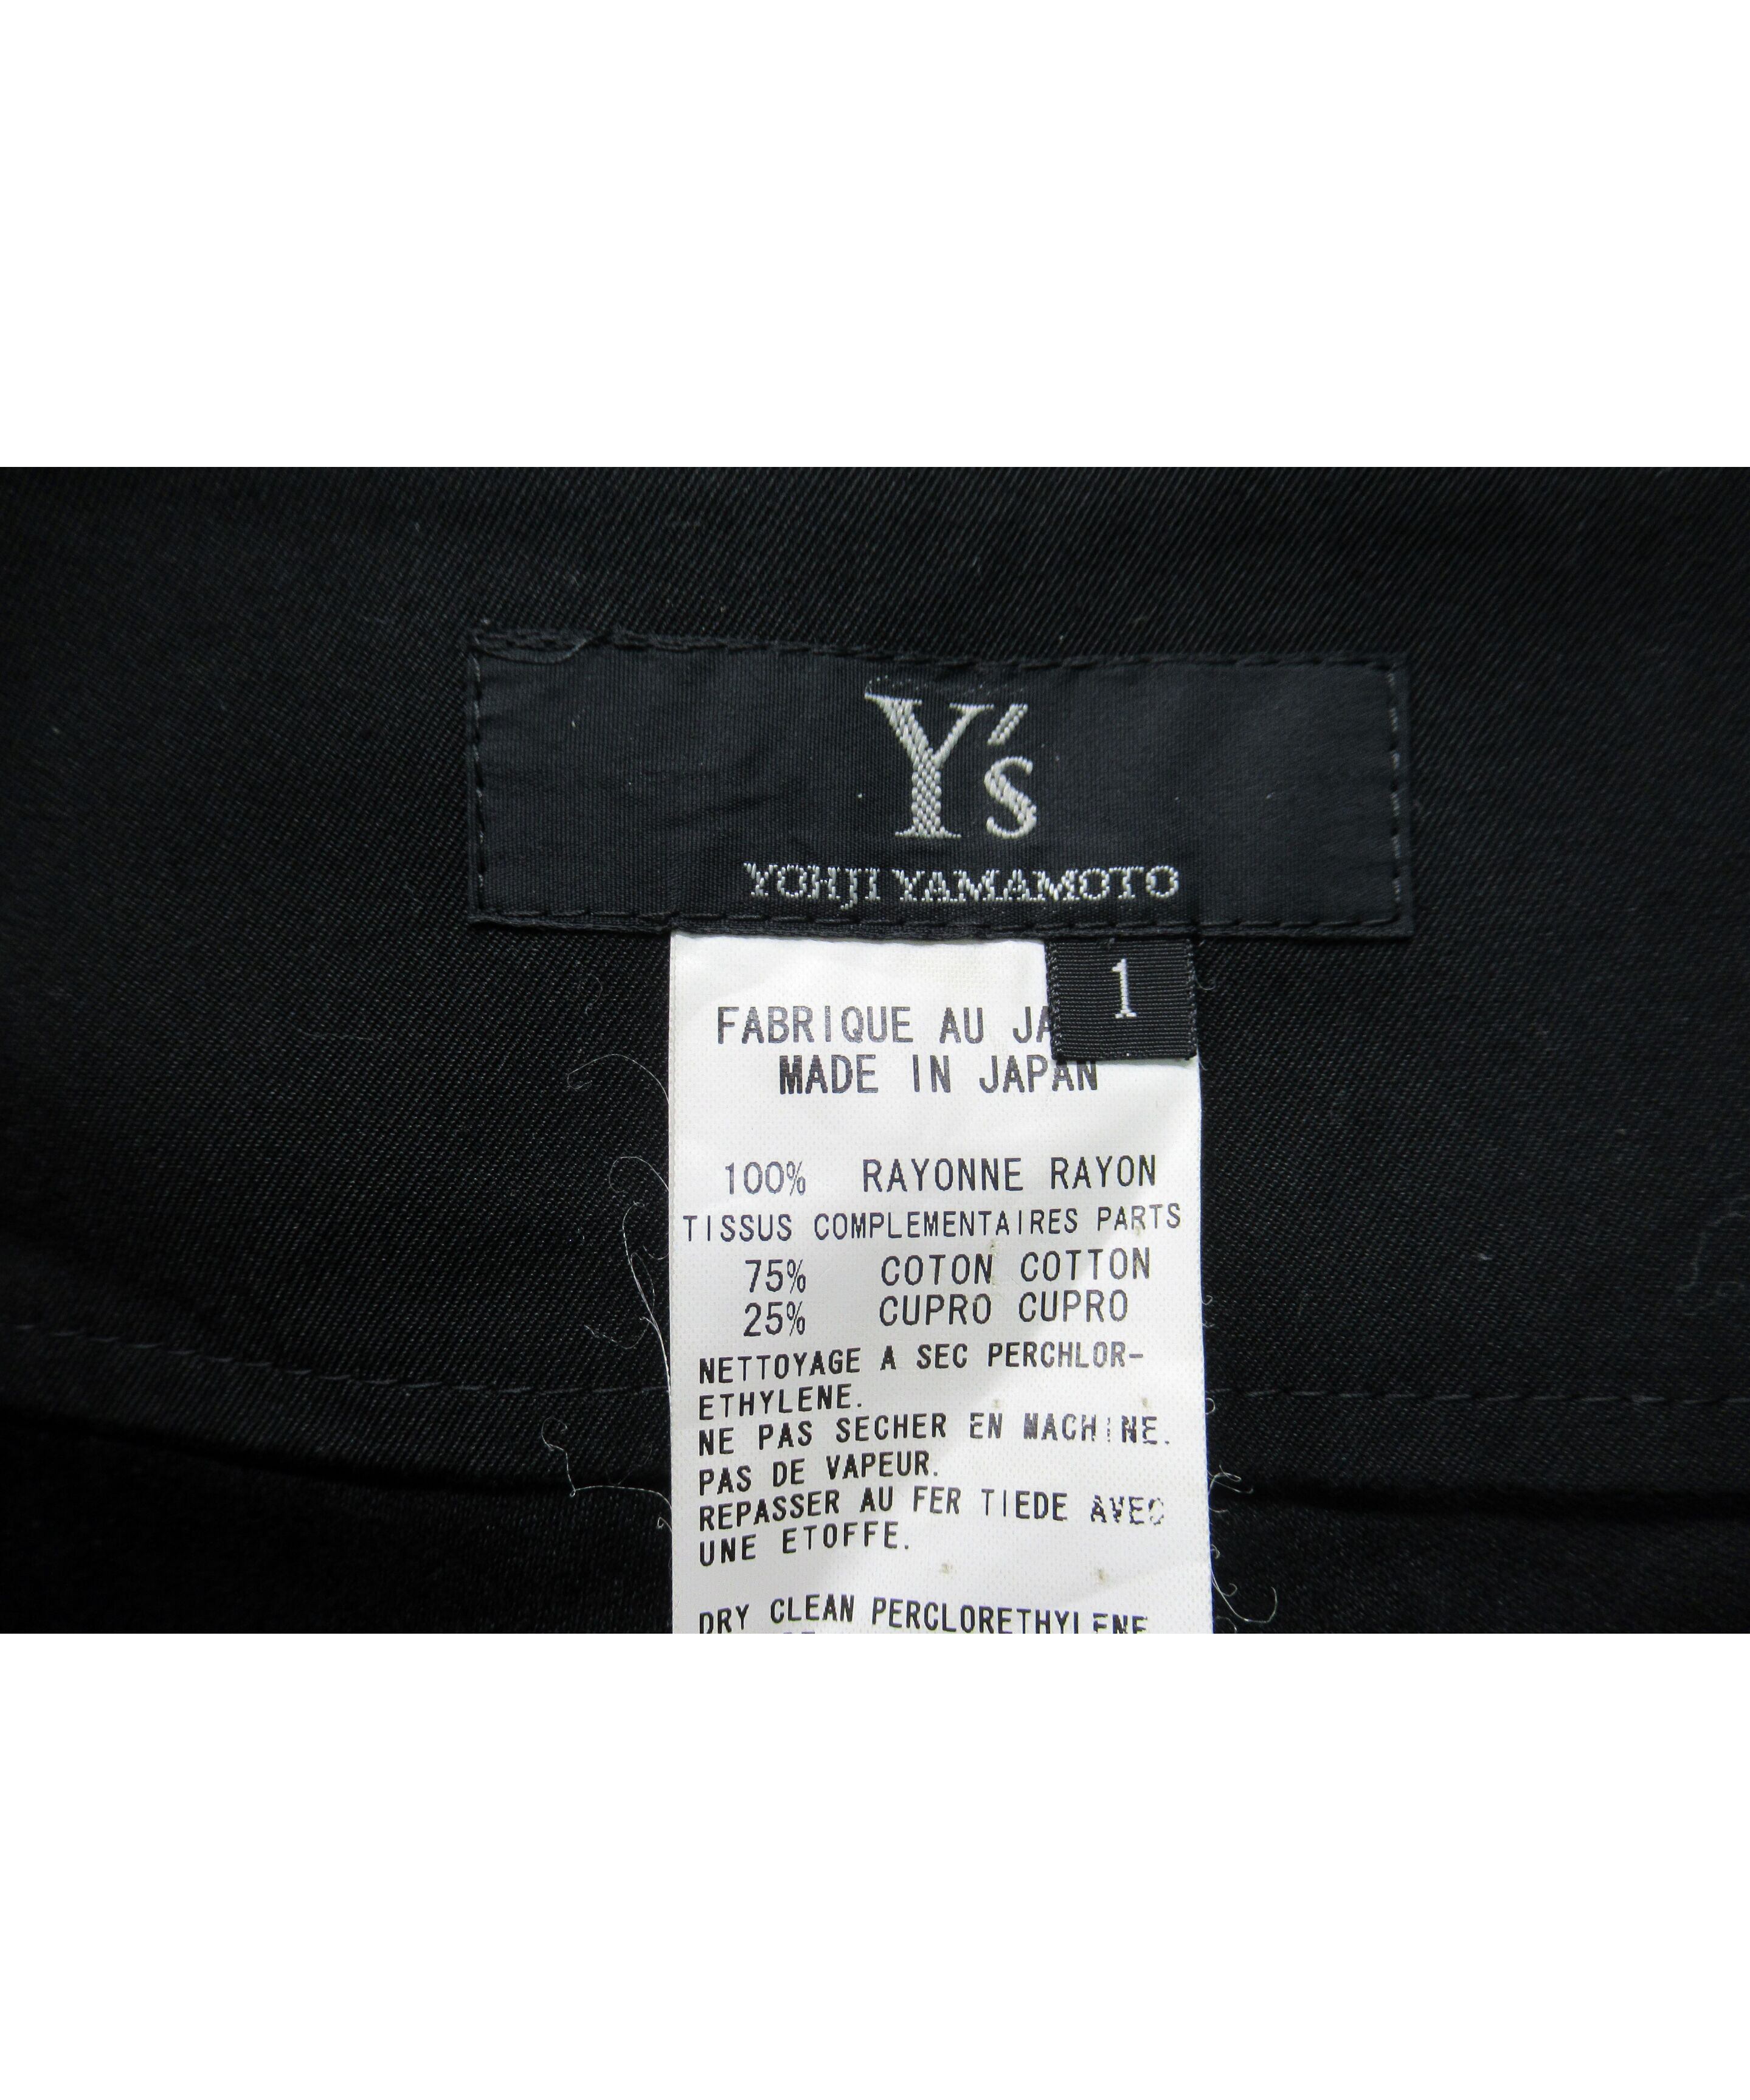 Y's
YOHJI YAMAMOTO
1
FABRIQUE AU JA
MADE IN JAPAN
100% RAYONNE RAYON
TISSUS COMPLEMENTAIRES PARTS
75% COTON COTTON
25% CUPRO CUPRO
NETTOYAGE A SEC PERCHLOR-
ETHYLENE.
NE PAS SECHER EN MACHINE.
PAS DE VAPEUR.
REPASSER AU FER TIEDE AVEC
UNE ETOFFE.
DRY CLEAN PERCLORETHYLENE